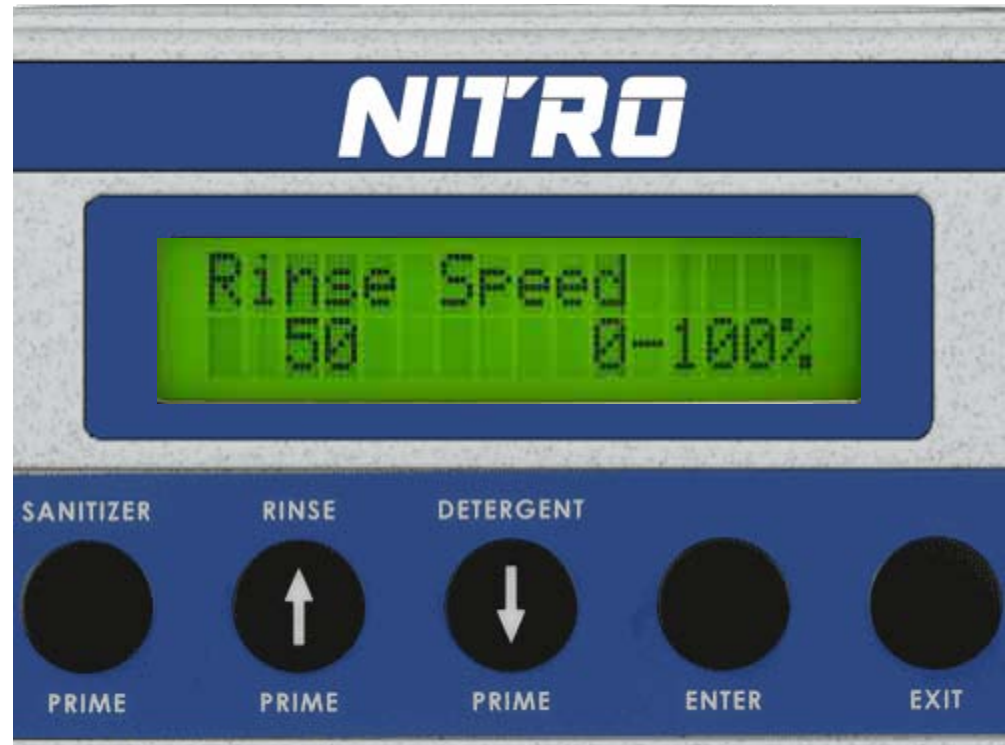 NITRO
Rinse Speed
50 0-100%
SANITIZER RINSE DETERGENT
PRIME PRIME PRIME ENTER EXIT